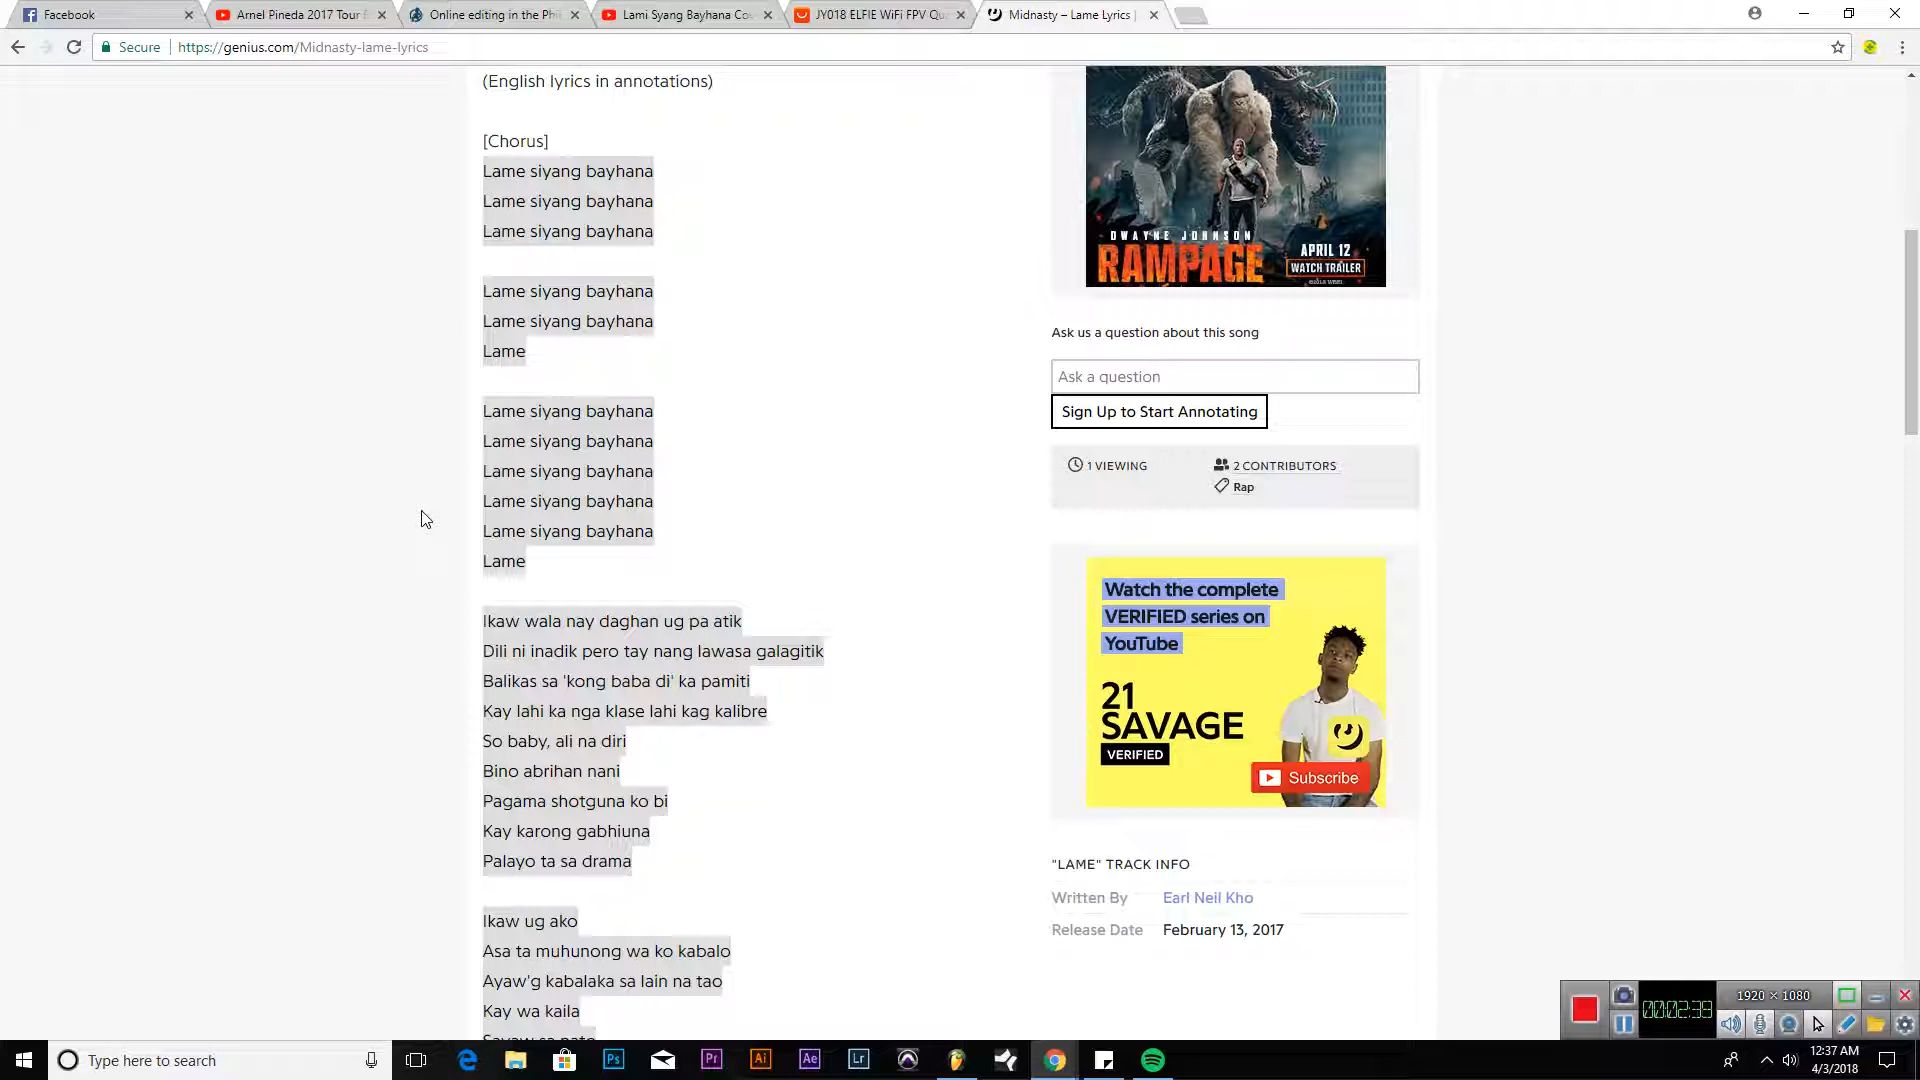 Facebook
Arnel Pineda 2017 Tour
Online editing in the Phi
Lami Syang Bayhana Co
JY018 ELFIE WiFi FPV Qu
Midnasty – Lame Lyrics |
Secure
https://genius.com/Midnasty-lame-lyrics
(English lyrics in annotations)
[Chorus]
Lame siyang bayhana
Lame siyang bayhana
Lame siyang bayhana
Lame siyang bayhana
Lame siyang bayhana
Lame
Lame siyang bayhana
Lame siyang bayhana
Lame siyang bayhana
Lame siyang bayhana
Lame siyang bayhana
Lame
Ikaw wala nay daghan ug pa atik
Dili ni inadik pero tay nang lawasa galagitik
Balikas sa 'kong baba di' ka pamiti
Kay lahi ka nga klase lahi kag kalibre
So baby, ali na diri
Bino abrihan nani
Pagama shotguna ko bi
Kay karong gabhiuna
Palayo ta sa drama
Ikaw ug ako
Asa ta muhunong wa ko kabalo
Ayaw'g kabalaka sa lain na tao
Kay wa kaila
DWAYNE JOHNSON
RAMPAGE
APRIL 12
WATCH TRAILER
Ask us a question about this song
Ask a question
Sign Up to Start Annotating
1 VIEWING
2 CONTRIBUTORS
Rap
Watch the complete
VERIFIED series on
YouTube
21
SAVAGE
VERIFIED
Subscribe
"LAME" TRACK INFO
Written By Earl Neil Kho
Release Date February 13, 2017
1920 × 1080
00:02:39
Type here to search
Ps
Pr
Ai
Ae
Lr
12:37 AM
4/3/2018